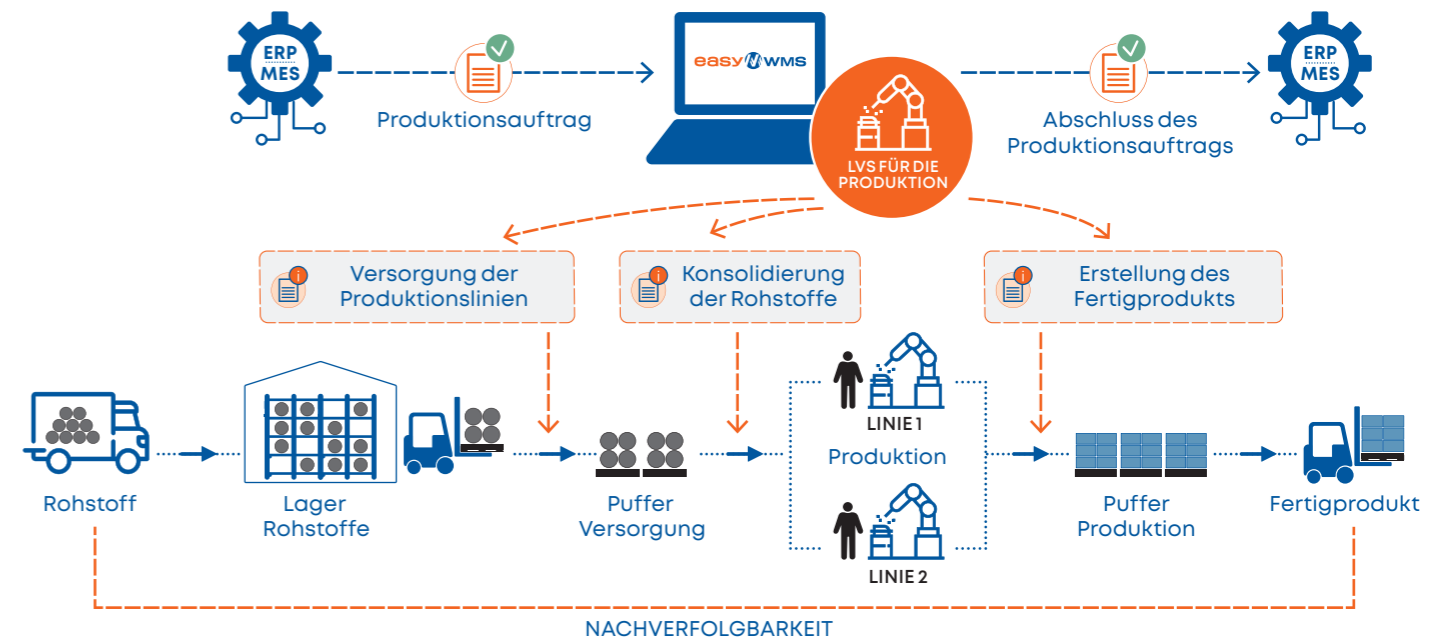 ERP
MES
Produktionsauftrag
easy WMS
LVS FÜR DIE
PRODUKTION
Abschluss des
Produktionsauftrags
ERP
MES
Versorgung der
Produktionslinien
i
Konsolidierung
der Rohstoffe
i
Erstellung des
Fertigprodukts
i
Rohstoff
Lager
Rohstoffe
Puffer
Versorgung
LINIE 1
Produktion
LINIE 2
Puffer
Produktion
Fertigprodukt
NACHVERFOLGBARKEIT